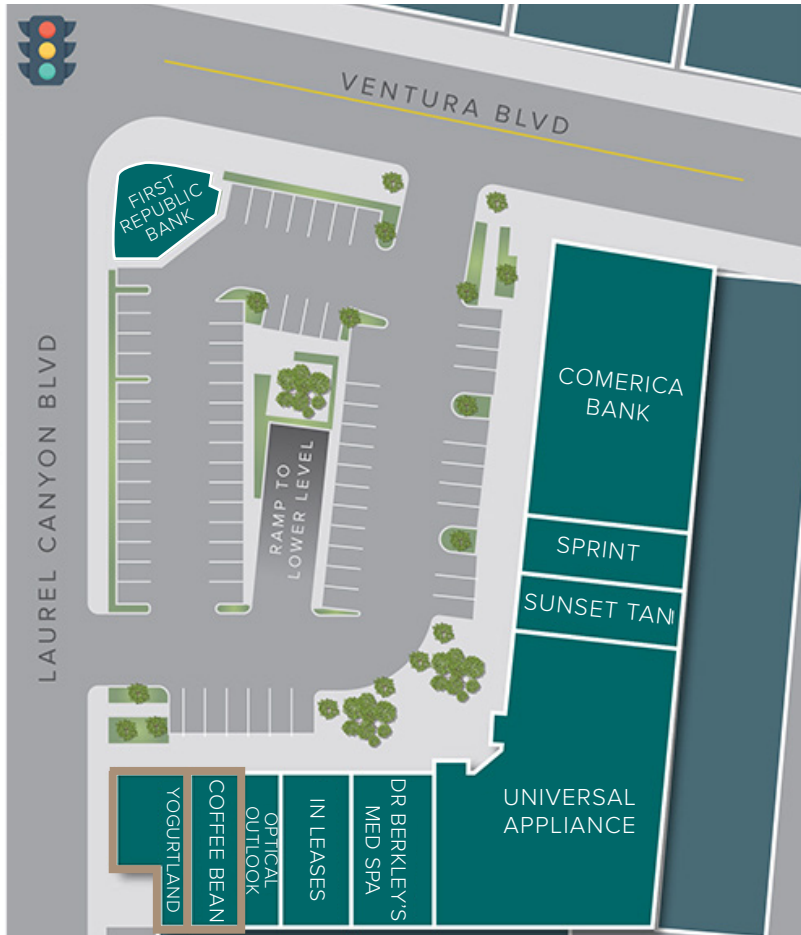 VENTURA BLVD
FIRST
REPUBLIC
BANK
LAUREL CANYON BLVD
RAMP TO
LOWER LEVEL
COMERICA
BANK
SPRINT
SUNSET TAN
UNIVERSAL
APPLIANCE
YOGURTLAND
COFFEE BEAN
OPTICAL
OUTLOOK
IN LEASES
DR BERKLEY'S
MED SPA